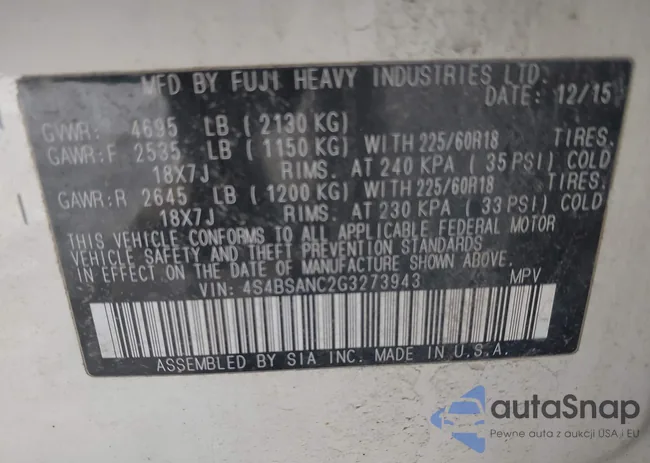 MFD BY FUJI HEAVY INDUSTRIES LTD.
DATE: 12/15
GVWR: 4695 LB ( 2130 KG)
GAWR:F 2535 LB ( 1150 KG) WITH 225/60R18 TIRES.
18X7J RIMS. AT 240 KPA ( 35 PSI) COLD
GAWR:R 2645 LB ( 1200 KG) WITH 225/60R18 TIRES.
18X7J RIMS. AT 230 KPA ( 33 PSI) COLD
THIS VEHICLE CONFORMS TO ALL APPLICABLE FEDERAL MOTOR
VEHICLE SAFETY AND THEFT PREVENTION STANDARDS
IN EFFECT ON THE DATE OF MANUFACTURE SHOWN ABOVE.
VIN: 4S4BSANC2G3273943 MPV
ASSEMBLED BY SIA INC. MADE IN U.S.A.
autaSnap
Pewne auta z aukcji USA i EU